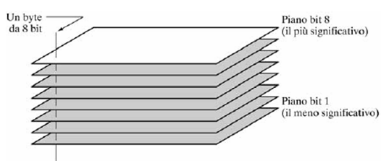 Un byte
da 8 bit
Piano bit 8
(il più significativo)
Piano bit 1
(il meno significativo)